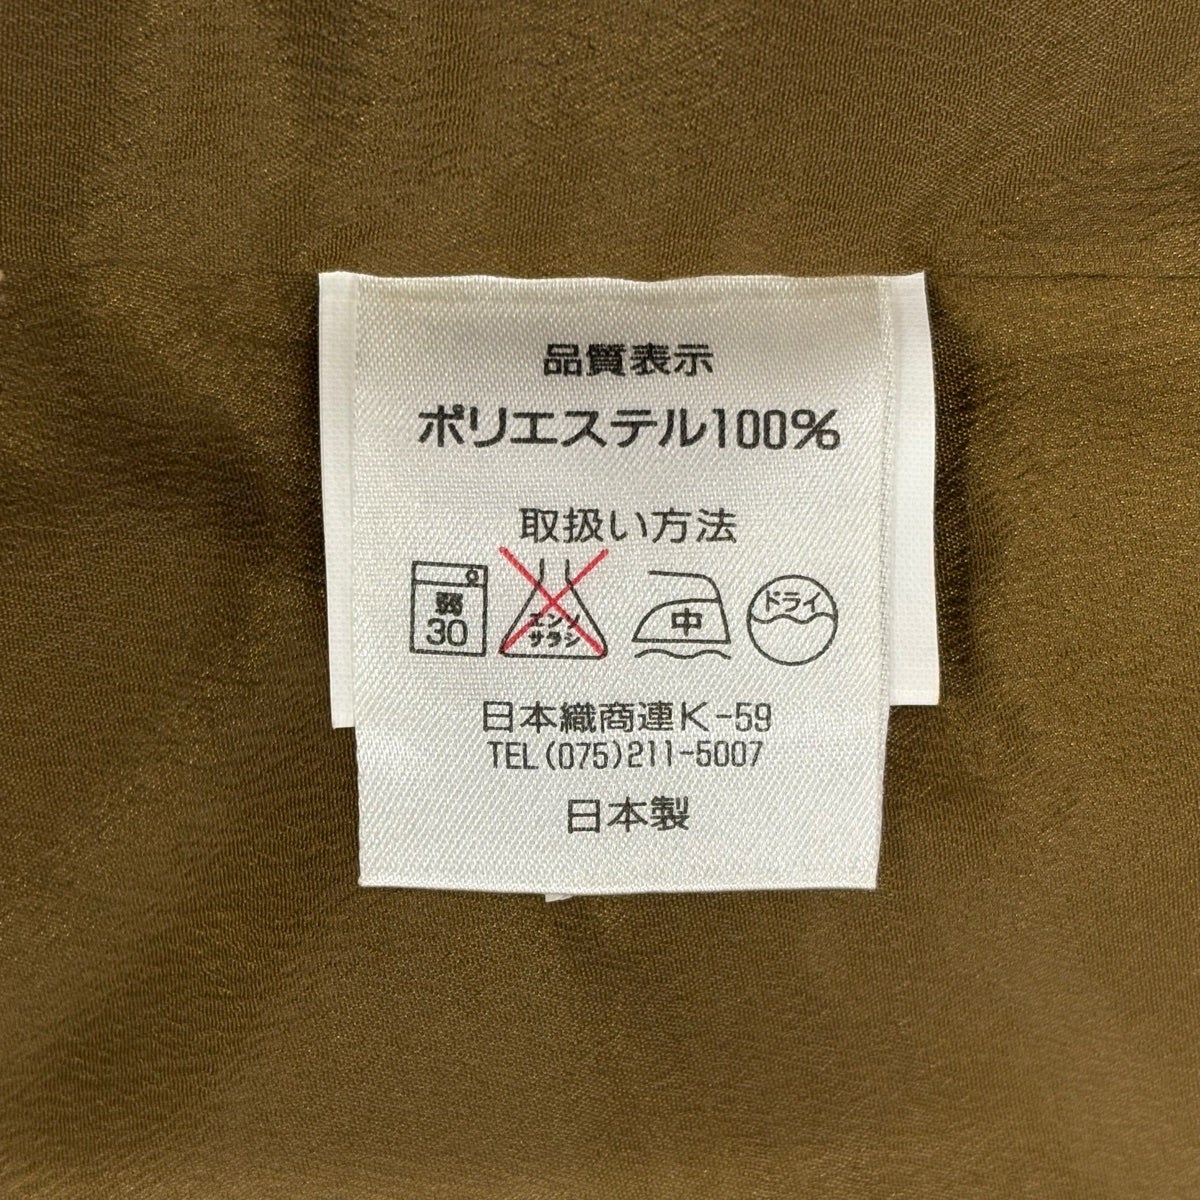 品質表示
ポリエステル100%
取扱い方法
弱 30
エンソ サラシ
中
ドライ
日本織商連K-59
TEL(075)211-5007
日本製